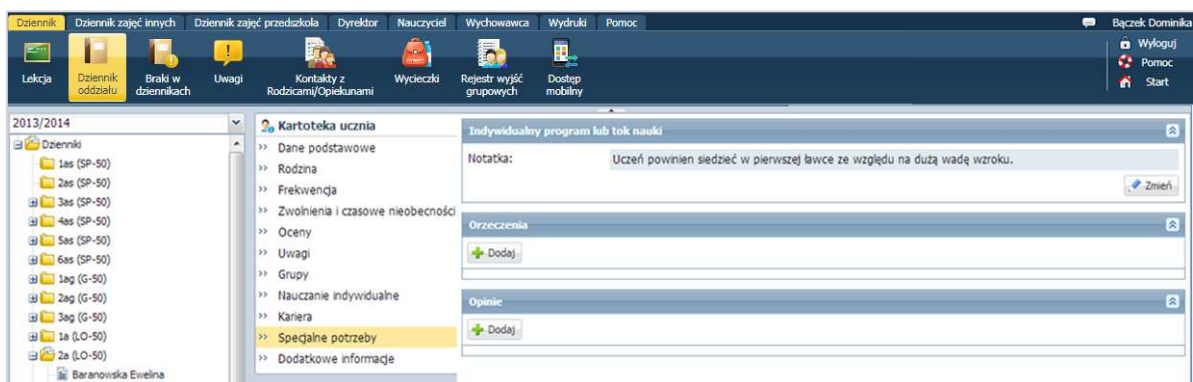 Dziennik Dziennik zajęć innych Dziennik zajęć przedszkola Dyrektor Nauczyciel Wychowawca Wydruki Pomoc Bączek Dominika
Lekcja
Dziennik oddziału
Braki w dziennikach
Uwagi
Kontakty z Rodzicami/Opiekunami
Wycieczki
Rejestr wyjść grupowych
Dostęp mobilny
Wyloguj
Pomoc
Start
2013/2014
Dzienniki
1as (SP-50)
2as (SP-50)
3as (SP-50)
4as (SP-50)
5as (SP-50)
6as (SP-50)
1ag (G-50)
2ag (G-50)
3ag (G-50)
1a (LO-50)
2a (LO-50)
Baranowska Ewelina
Kartoteka ucznia
Dane podstawowe
Rodzina
Frekwencja
Zwolnienia i czasowe nieobecności
Oceny
Uwagi
Grupy
Nauczanie indywidualne
Kariera
Specjalne potrzeby
Dodatkowe informacje
Indywidualny program lub tok nauki
Notatka: Uczeń powinien siedzieć w pierwszej ławce ze względu na dużą wadę wzroku.
Zmień
Orzeczenia
Dodaj
Opinie
Dodaj